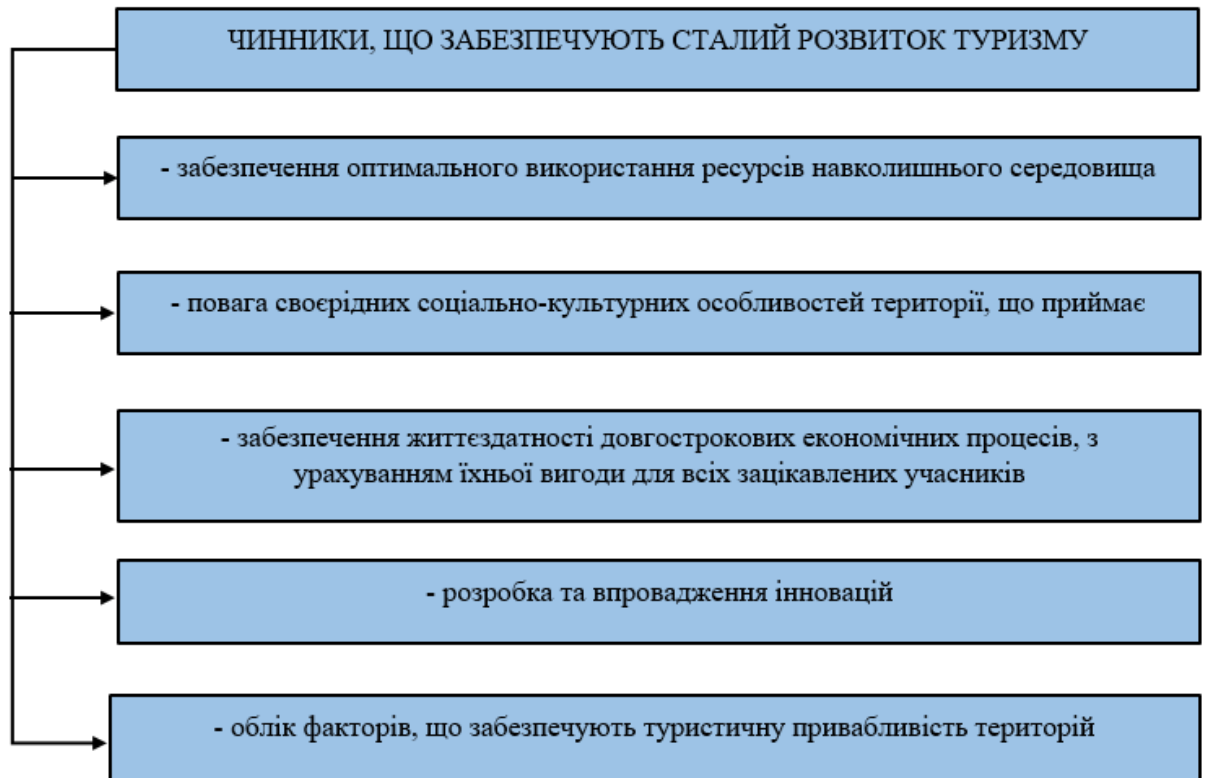 ЧИННИКИ, ЩО ЗАБЕЗПЕЧУЮТЬ СТАЛИЙ РОЗВИТОК ТУРИЗМУ
- забезпечення оптимального використання ресурсів навколишнього середовища
- повага своєрідних соціально-культурних особливостей території, що приймає
- забезпечення життєздатності довгострокових економічних процесів, з
урахуванням їхньої вигоди для всіх зацікавлених учасників
- розробка та впровадження інновацій
- облік факторів, що забезпечують туристичну привабливість територій